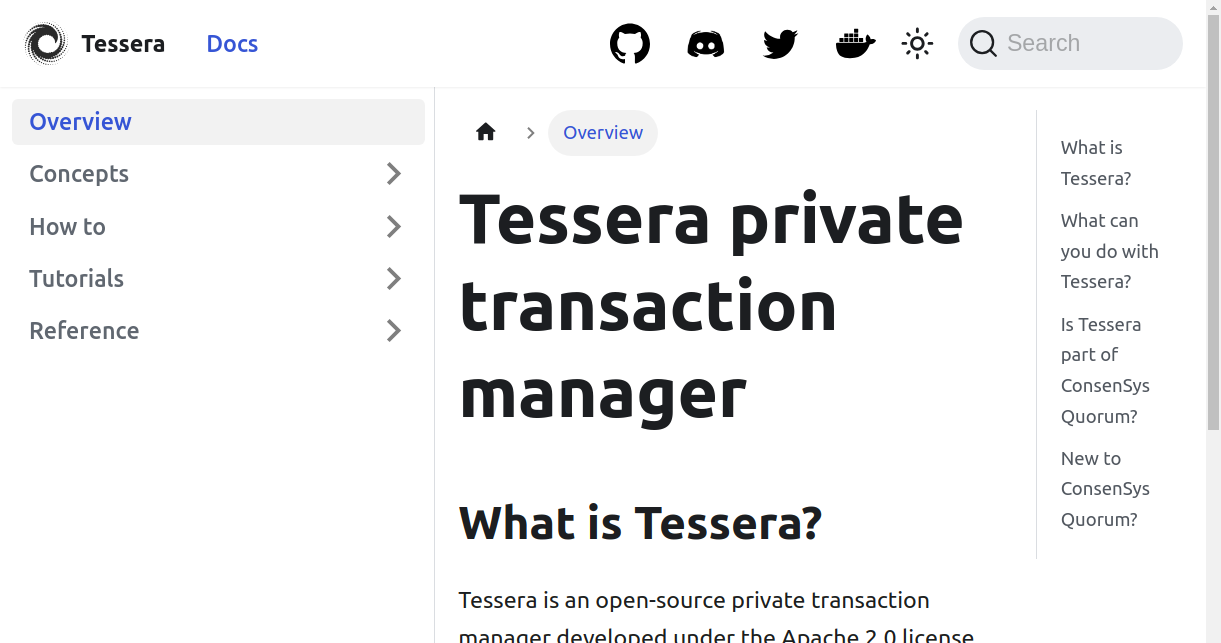 Tessera
Docs
Search
Overview
Concepts
How to
Tutorials
Reference
Overview
Tessera private
transaction
manager
What is Tessera?
Tessera is an open-source private transaction
manager developed under the Apache 2.0 license
What is
Tessera?
What can
you do with
Tessera?
Is Tessera
part of
ConsenSys
Quorum?
New to
ConsenSys
Quorum?